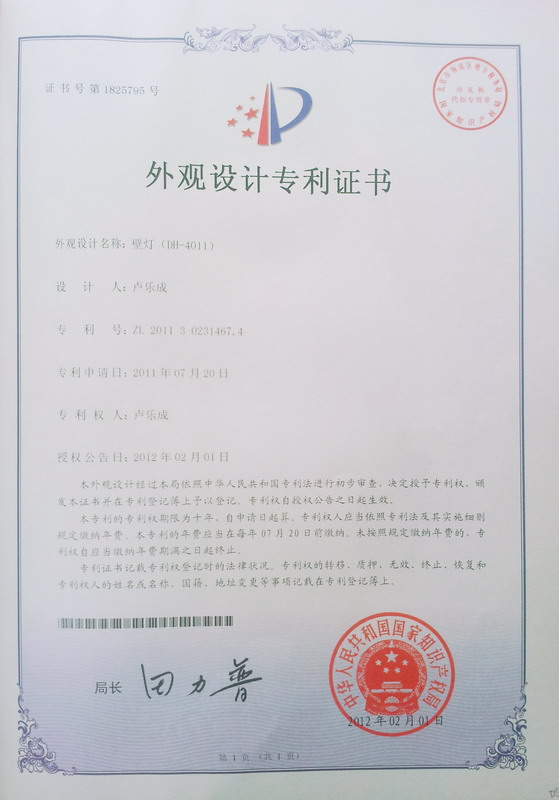 证书号第1825795号
外观设计专利证书
外观设计名称：壁灯（DH-4011）
设计人：卢乐成
专利号：ZL 2011 3 0231467.4
专利申请日：2011年07月20日
专利权人：卢乐成
授权公告日：2012年02月01日
本外观设计经过本局依照中华人民共和国专利法进行初步审查，决定授予专利权，颁
发本证书并在专利登记簿上予以登记。专利权自授权公告之日起生效。
本专利的专利权期限为十年，自申请日起算。专利权人应当依照专利法及其实施细则
规定缴纳年费。本专利的年费应当在每年07月20日前缴纳。未按照规定缴纳年费的，专
利权自应当缴纳年费期满之日起终止。
专利证书记载专利权登记时的法律状况。专利权的转移、质押、无效、终止、恢复和
专利权人的姓名或名称、国籍、地址变更等事项记载在专利登记簿上。
局长 田力普
中华人民共和国国家知识产权局
2012年02月01日
第1页（共1页）